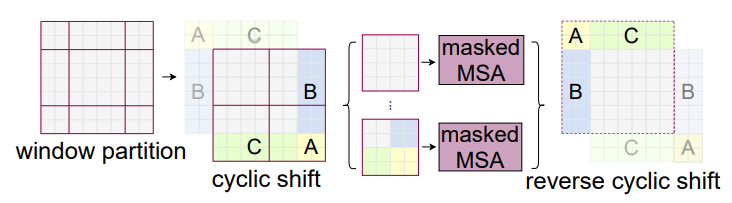 A C
B
B
C A
window partition
cyclic shift
masked
MSA
masked
MSA
A C
B B
C A
reverse cyclic shift